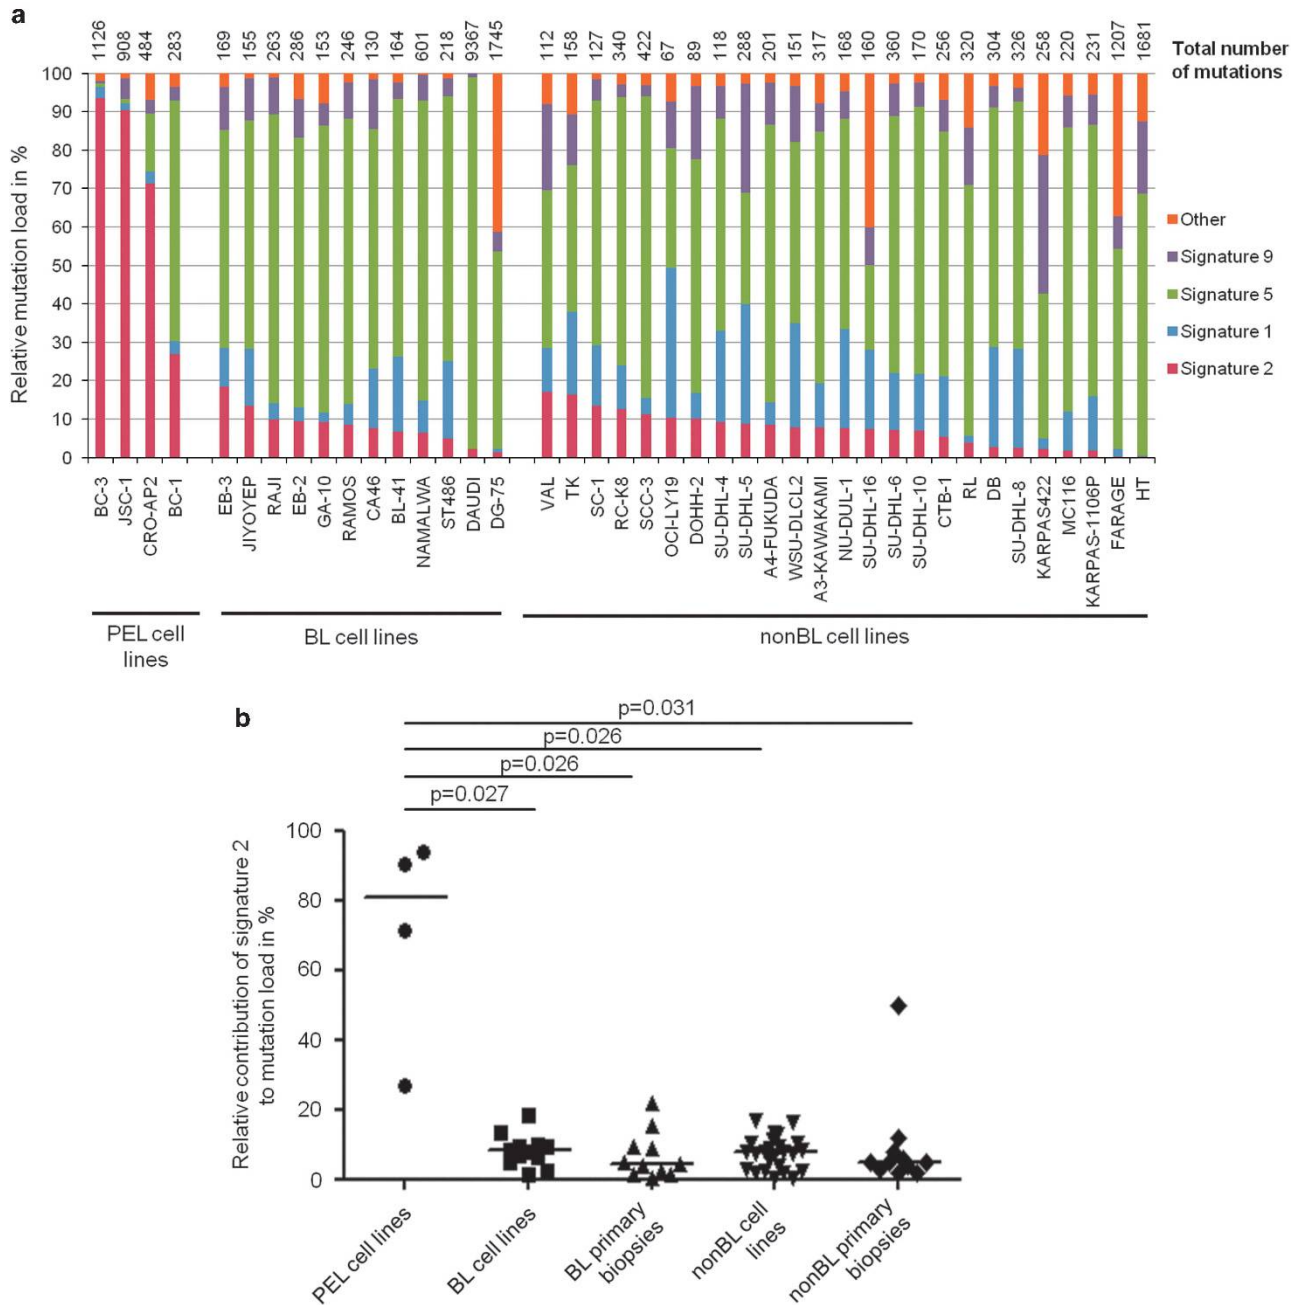 a
1126 908 484 283 169 155 263 286 153 246 130 164 601 218 9367 1745 112 158 127 340 422 67 89 118 288 201 151 317 168 160 360 170 256 320 304 326 258 220 231 1207 1681
Total number
of mutations
Relative mutation load in %
100
90
80
70
60
50
40
30
20
10
0
Other
Signature 9
Signature 5
Signature 1
Signature 2
BC-3 JSC-1 CRO-AP2 BC-1 EB-3 JIYOYEP RAJI EB-2 GA-10 RAMOS CA46 BL-41 NAMALWA ST486 DAUDI DG-75 VAL TK SC-1 RC-K8 SCC-3 OCI-LY19 DOHH-2 SU-DHL-4 SU-DHL-5 A4-FUKUDA WSU-DLCL2 A3-KAWAKAMI NU-DUL-1 SU-DHL-16 SU-DHL-6 SU-DHL-10 CTB-1 RL DB SU-DHL-8 KARPAS422 MC116 KARPAS-1106P FARAGE HT
PEL cell
lines
BL cell lines
nonBL cell lines
b
p=0.031
p=0.026
p=0.026
p=0.027
Relative contribution of signature 2
to mutation load in %
100
80
60
40
20
0
PEL cell lines
BL cell lines
BL primary
biopsies
nonBL cell
lines
nonBL primary
biopsies